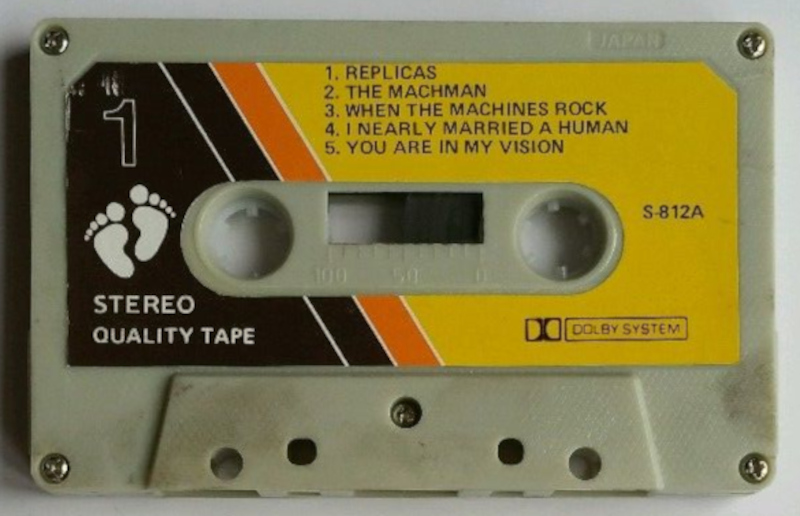 JAPAN
1. REPLICAS
2. THE MACHMAN
3. WHEN THE MACHINES ROCK
4. I NEARLY MARRIED A HUMAN
5. YOU ARE IN MY VISION
1
S-812A
100 50 0
STEREO
QUALITY TAPE
DOLBY SYSTEM